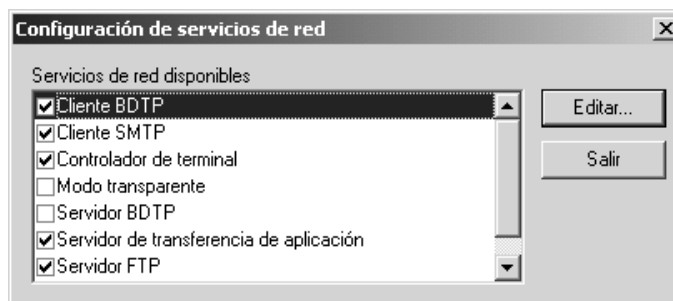 Configuración de servicios de red
Servicios de red disponibles
Cliente BDTP
Cliente SMTP
Controlador de terminal
Modo transparente
Servidor BDTP
Servidor de transferencia de aplicación
Servidor FTP
Editar...
Salir